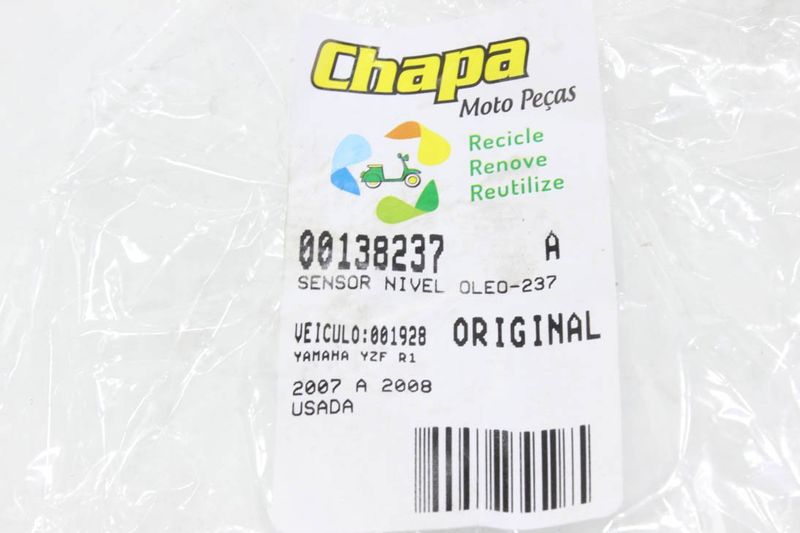 Chapa
Moto Peças
Recicle
Renove
Reutilize
00138237 A
SENSOR NIVEL OLEO-237
VEICULO:001928 ORIGINAL
YAMAHA YZF R1
2007 A 2008
USADA